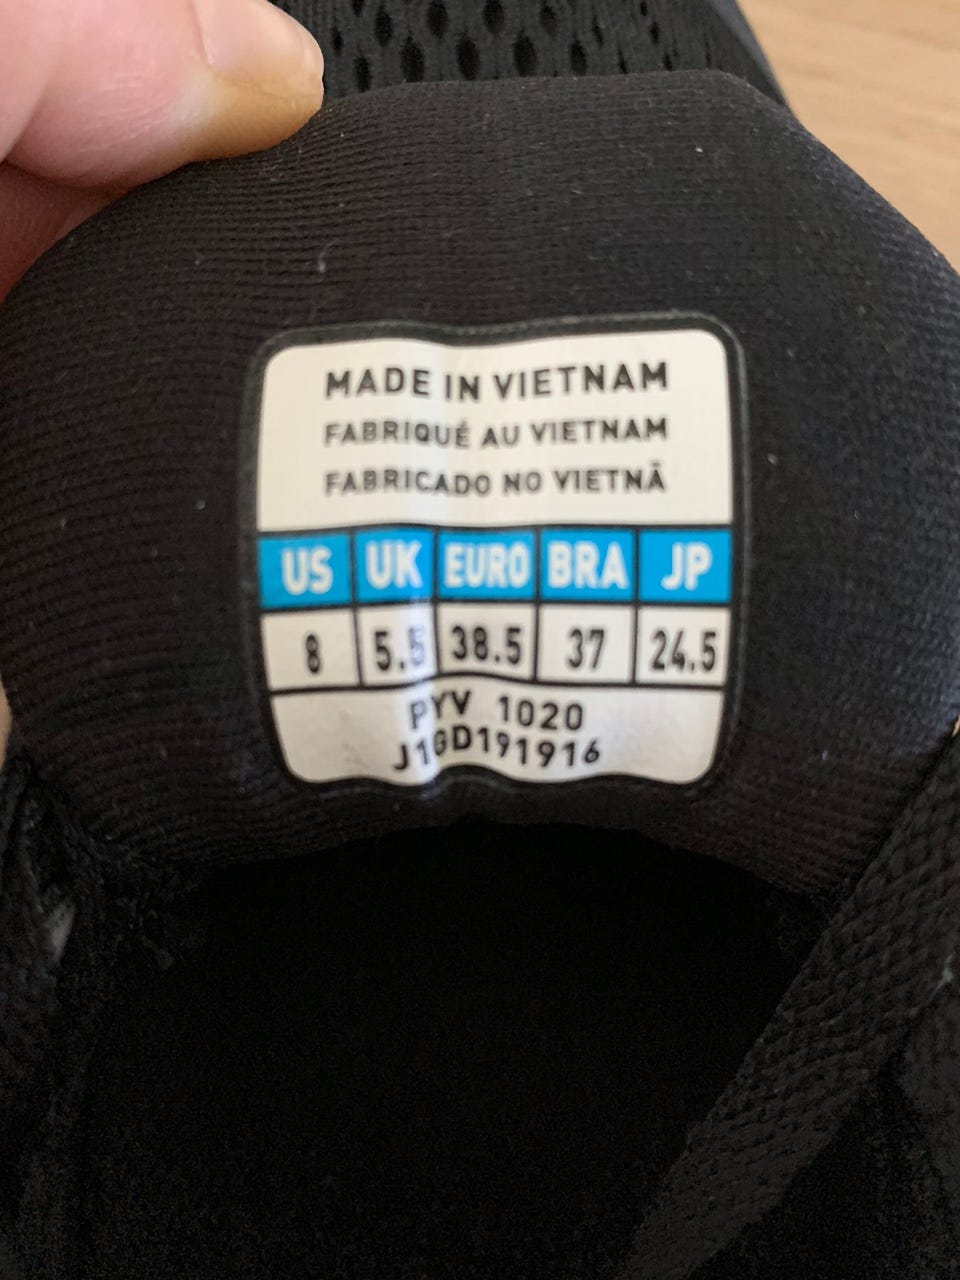 MADE IN VIETNAM
FABRIQUÉ AU VIETNAM
FABRICADO NO VIETNÃ
US UK EURO BRA JP
8 5.5 38.5 37 24.5
PYV 1020
J1GD191916